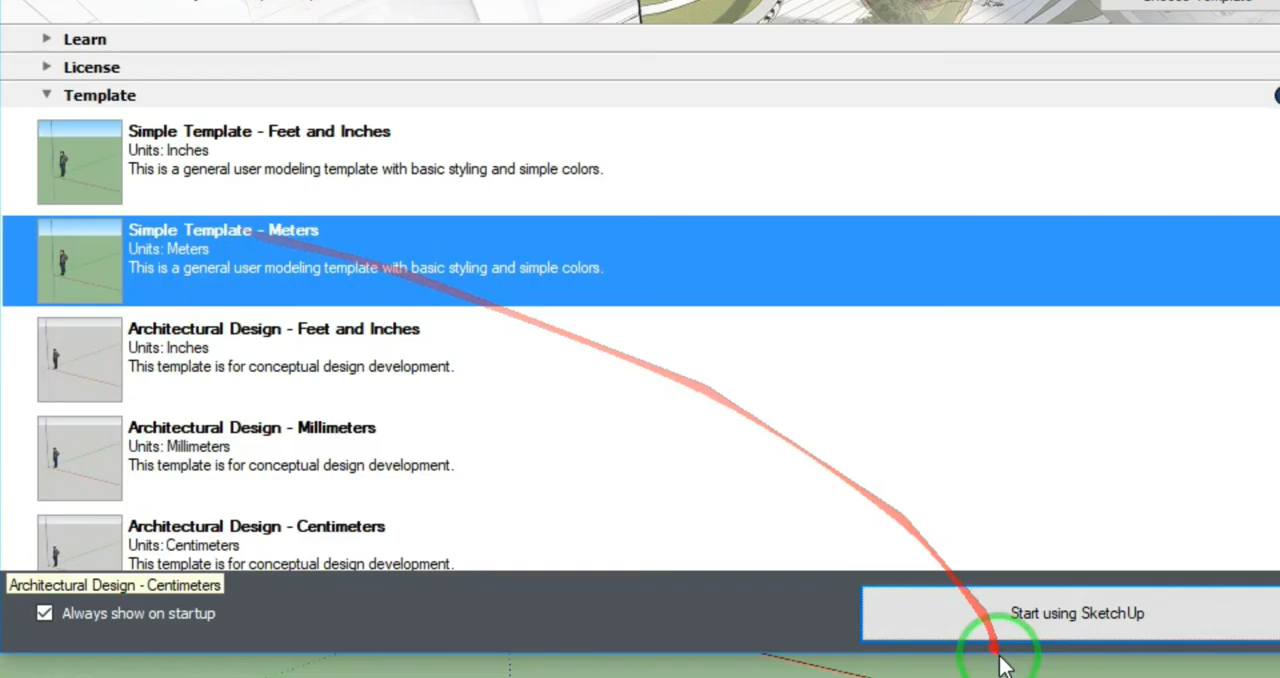 Learn
License
Template
Simple Template - Feet and Inches
Units: Inches
This is a general user modeling template with basic styling and simple colors.
Simple Template - Meters
Units: Meters
This is a general user modeling template with basic styling and simple colors.
Architectural Design - Feet and Inches
Units: Inches
This template is for conceptual design development.
Architectural Design - Millimeters
Units: Millimeters
This template is for conceptual design development.
Architectural Design - Centimeters
Units: Centimeters
This template is for conceptual design development.
Architectural Design - Centimeters
Always show on startup
Start using SketchUp